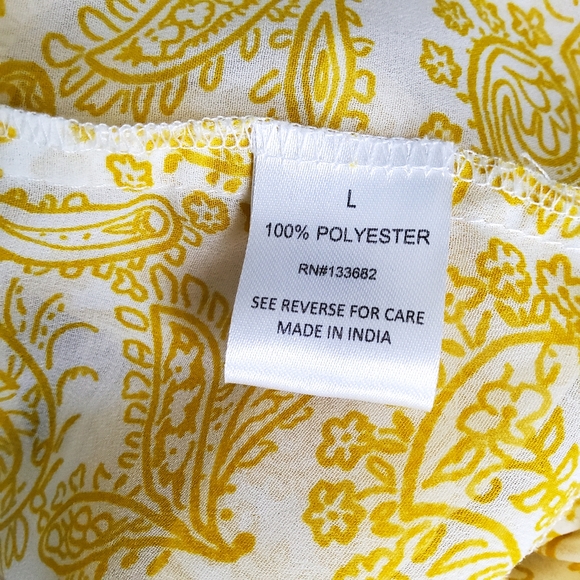 L
100% POLYESTER
RN#133682
SEE REVERSE FOR CARE
MADE IN INDIA